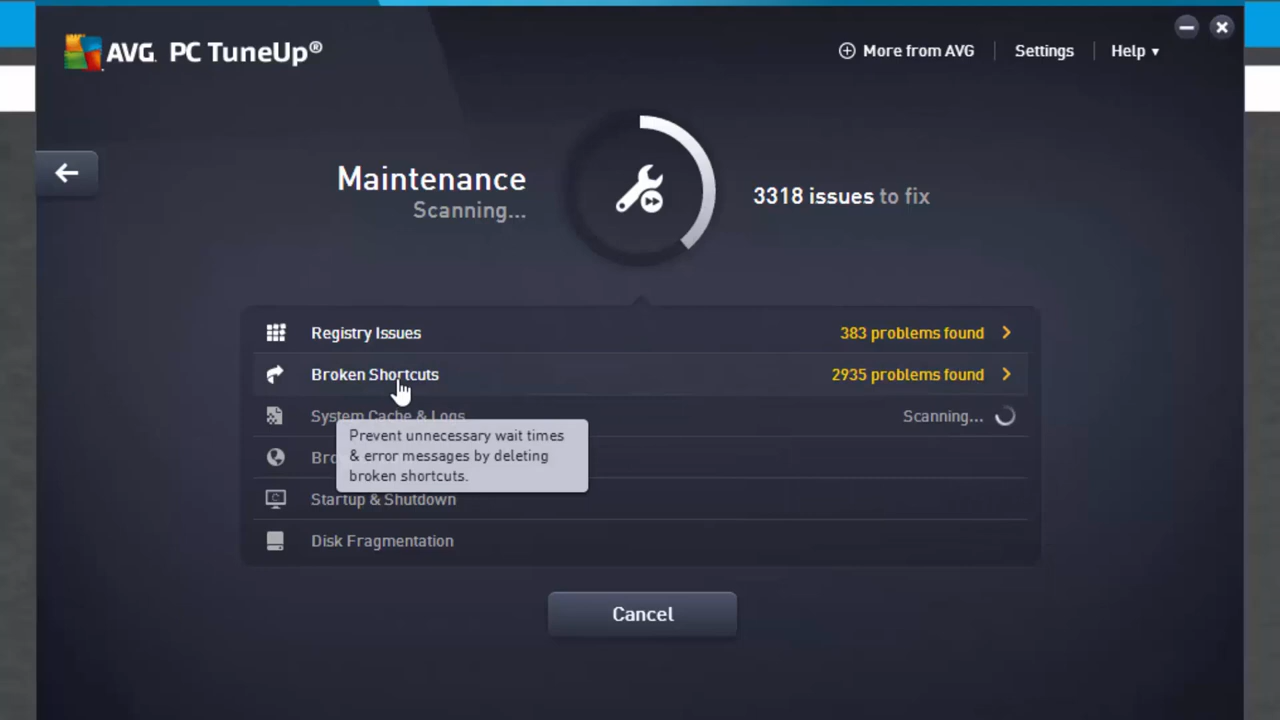 AVG PC TuneUp®
More from AVG
Settings
Help
Maintenance
Scanning...
3318 issues to fix
Registry Issues
383 problems found
Broken Shortcuts
2935 problems found
System Cache & Logs
Scanning...
Prevent unnecessary wait times
& error messages by deleting
broken shortcuts.
Startup & Shutdown
Disk Fragmentation
Cancel